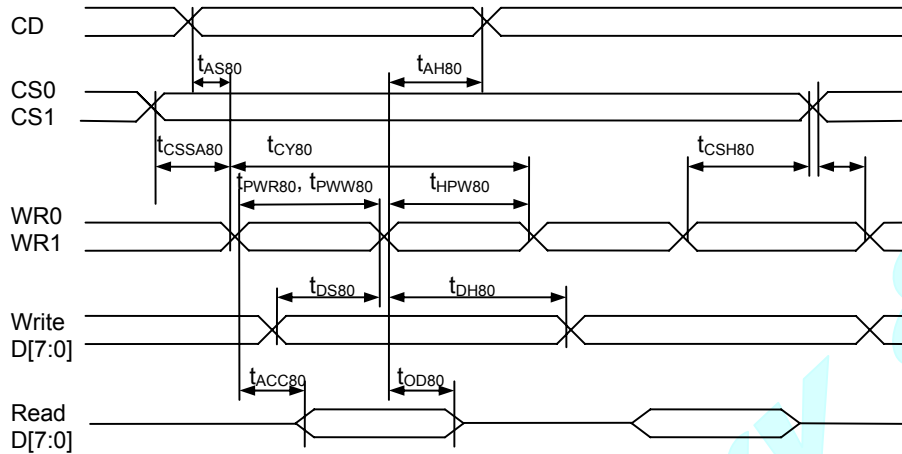 CD
tAS80 tAH80
CS0
CS1
tCSSA80 tCY80 tCSH80
tPWR80, tPWW80 tHPW80
WR0
WR1
tDS80 tDH80
Write
D[7:0]
tACC80 tOD80
Read
D[7:0]